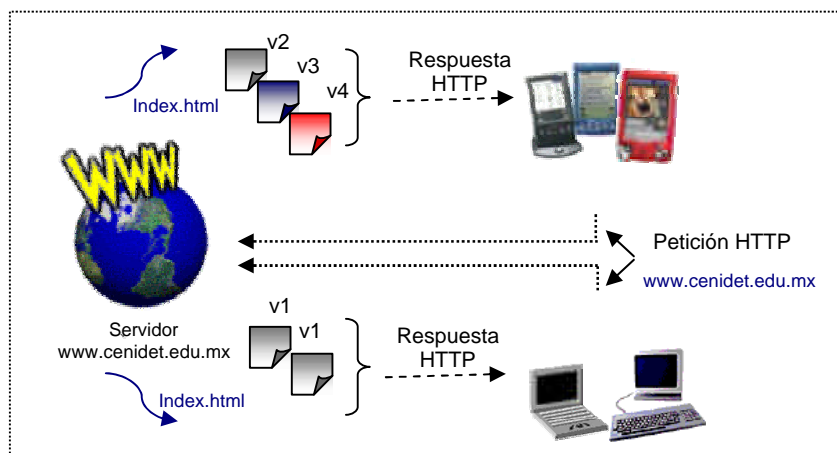 v2
v3
v4
Index.html
Respuesta
HTTP
WWW
Petición HTTP
www.cenidet.edu.mx
Servidor
www.cenidet.edu.mx
v1
v1
Respuesta
HTTP
Index.html